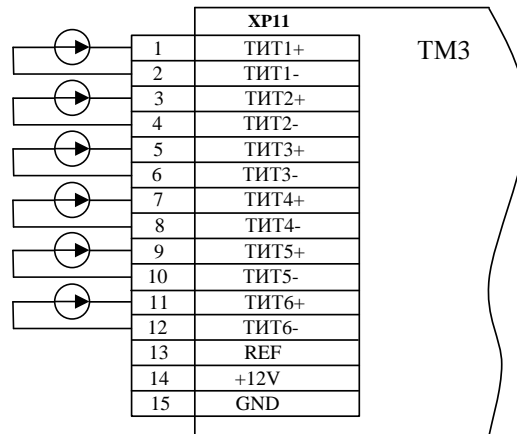 XP11
ТМ3
1 ТИТ1+
2 ТИТ1-
3 ТИТ2+
4 ТИТ2-
5 ТИТ3+
6 ТИТ3-
7 ТИТ4+
8 ТИТ4-
9 ТИТ5+
10 ТИТ5-
11 ТИТ6+
12 ТИТ6-
13 REF
14 +12V
15 GND